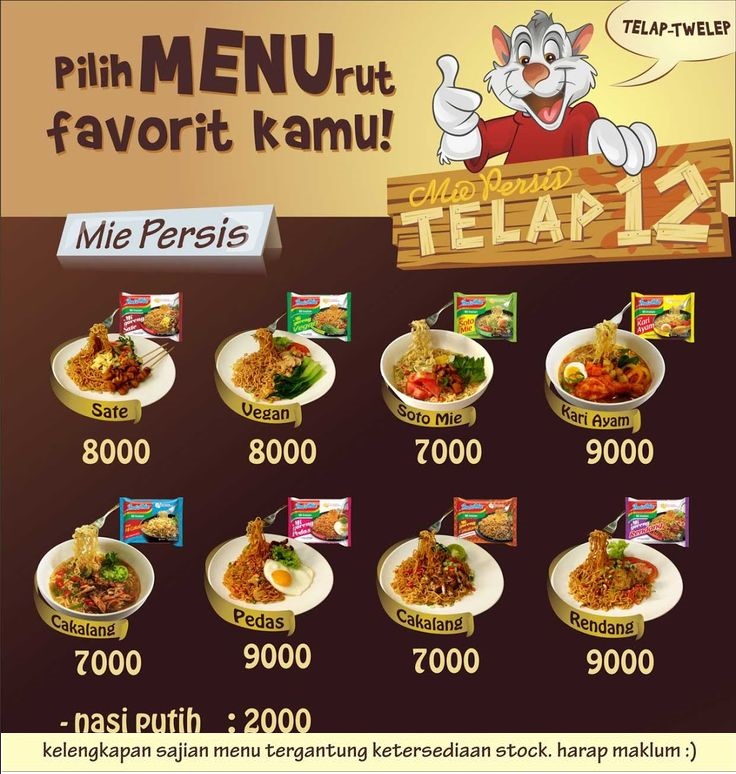 Pilih MENUrut
favorit kamu!
TELAP-TWELEP
Mie Persis
TELAP 12
Mie Persis
Sate
Vegan
Soto Mie
Kari Ayam
8000
8000
7000
9000
Cakalang
Pedas
Cakalang
Rendang
7000
9000
7000
9000
- nasi putih : 2000
kelengkapan sajian menu tergantung ketersediaan stock. harap maklum :)